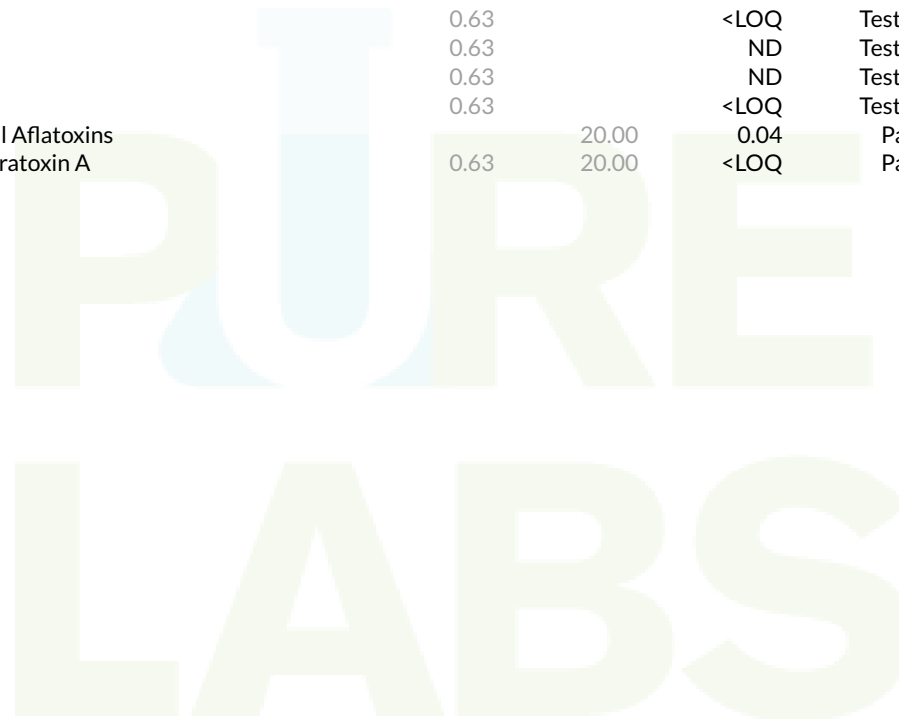 0.63 <LOQ Test
0.63 ND Test
0.63 ND Test
0.63 <LOQ Test
l Aflatoxins 20.00 0.04 Pa
ratoxin A 0.63 20.00 <LOQ Pa
PURE
LABS